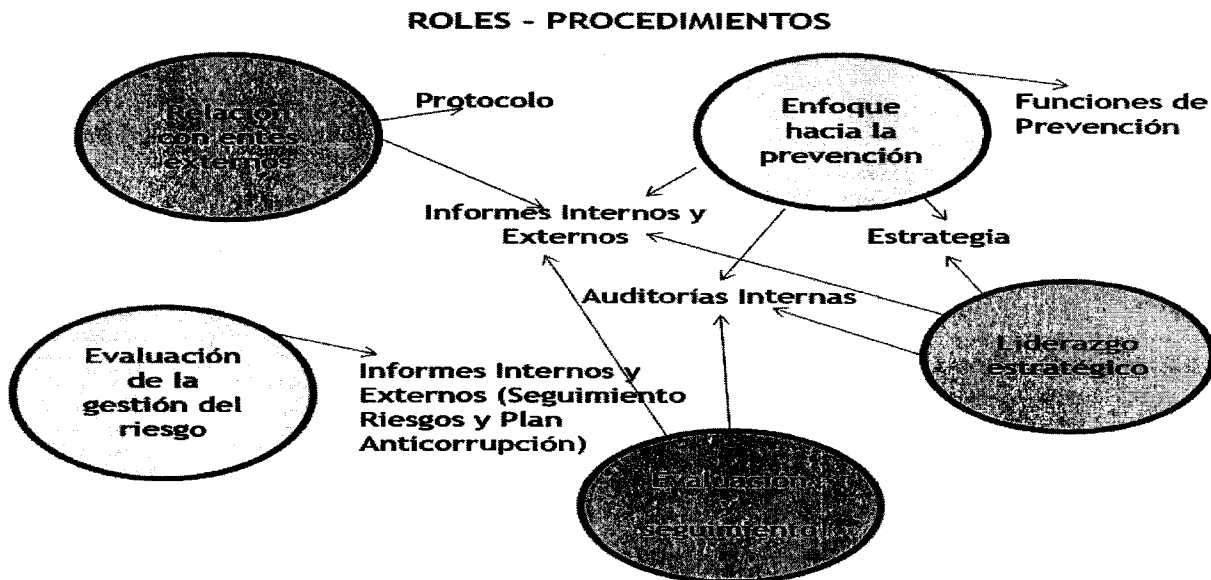 ROLES - PROCEDIMIENTOS
Relación
con entes
externos
Protocolo
Enfoque
hacia la
prevención
Funciones de
Prevención
Informes Internos y
Externos
Estrategia
Auditorías Internas
Liderazgo
estratégico
Evaluación
de la
gestión del
riesgo
Informes Internos y
Externos (Seguimiento
Riesgos y Plan
Anticorrupción)
Evaluación
seguimiento